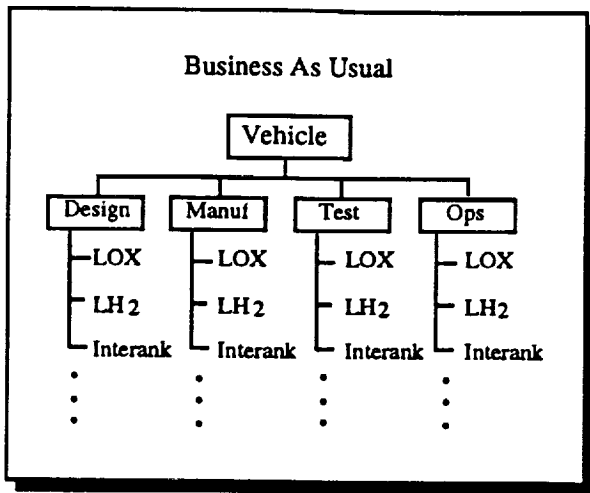 Business As Usual
Vehicle
Design Manuf Test Ops
LOX LOX LOX LOX
LH2 LH2 LH2 LH2
Interank Interank Interank Interank